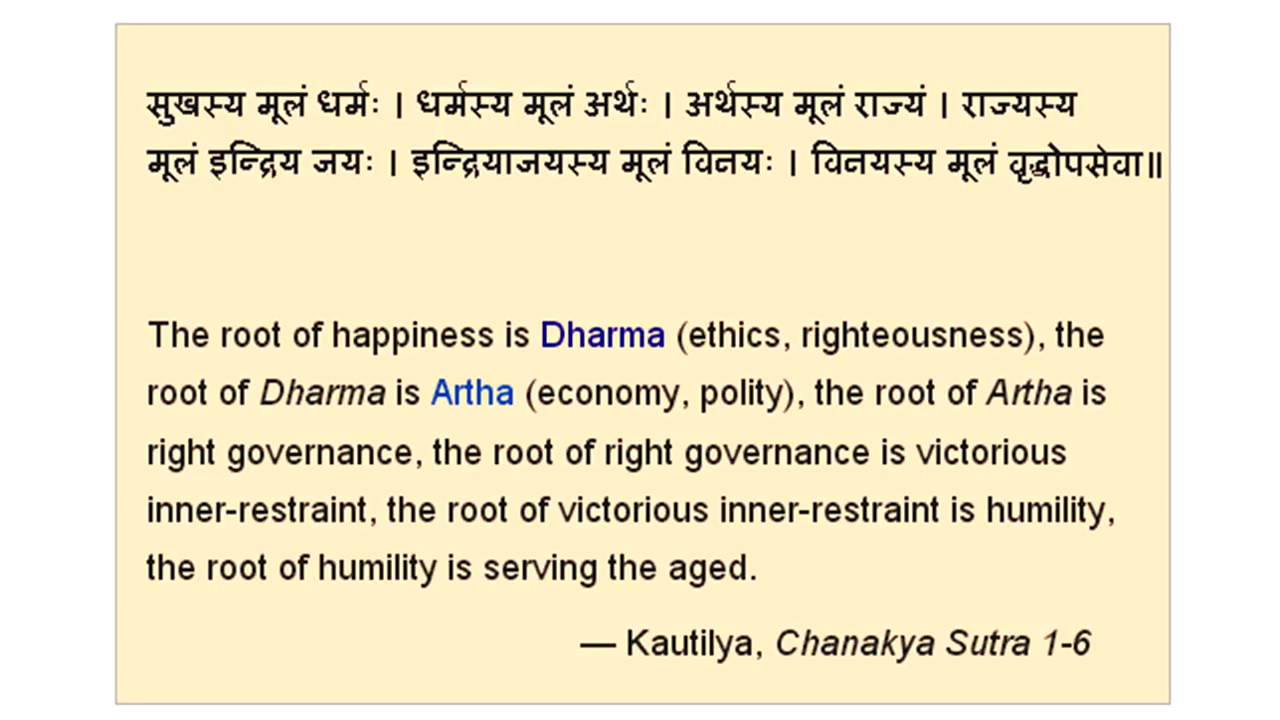 सुखस्य मूलं धर्मः । धर्मस्य मूलं अर्थः । अर्थस्य मूलं राज्यं । राज्यस्य
मूलं इन्द्रिय जयः । इन्द्रियाजयस्य मूलं विनयः । विनयस्य मूलं वृद्धोपसेवा॥
The root of happiness is Dharma (ethics, righteousness), the
root of Dharma is Artha (economy, polity), the root of Artha is
right governance, the root of right governance is victorious
inner-restraint, the root of victorious inner-restraint is humility,
the root of humility is serving the aged.
— Kautilya, Chanakya Sutra 1-6